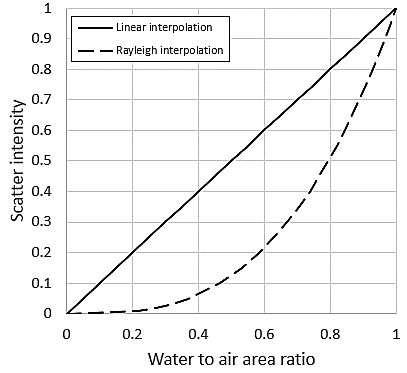 Linear interpolation
Rayleigh interpolation
Scatter intensity
1
0.9
0.8
0.7
0.6
0.5
0.4
0.3
0.2
0.1
0
0 0.2 0.4 0.6 0.8 1
Water to air area ratio